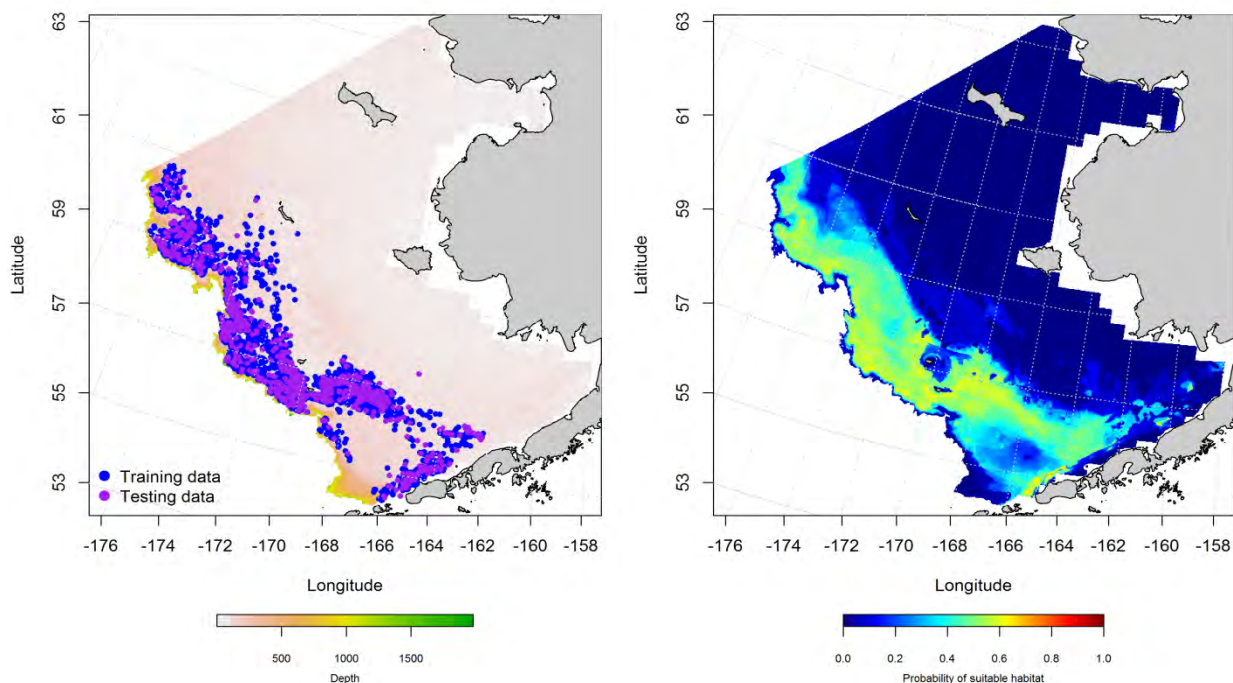 63
61
59
57
55
53
Latitude
Training data
Testing data
-176 -174 -172 -170 -168 -166 -164 -162 -160 -158
Longitude
500 1000 1500
Depth
63
61
59
57
55
53
Latitude
-176 -174 -172 -170 -168 -166 -164 -162 -160 -158
Longitude
0.0 0.2 0.4 0.6 0.8 1.0
Probability of suitable habitat